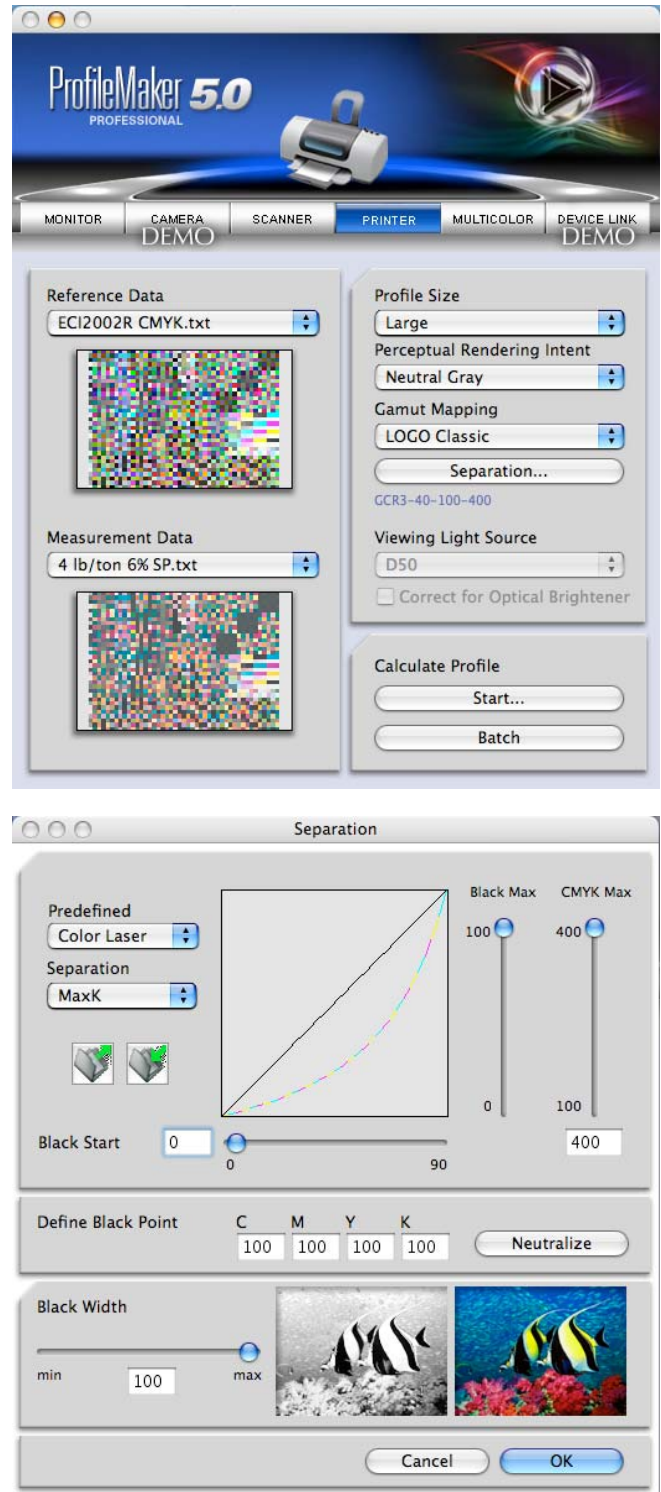 ProfileMaker 5.0
PROFESSIONAL
MONITOR
CAMERA
DEMO
SCANNER
PRINTER
MULTICOLOR
DEVICE LINK
DEMO
Reference Data
ECI2002R CMYK.txt
Measurement Data
4 lb/ton 6% SP.txt
Profile Size
Large
Perceptual Rendering Intent
Neutral Gray
Gamut Mapping
LOGO Classic
Separation...
GCR3-40-100-400
Viewing Light Source
D50
Correct for Optical Brightener
Calculate Profile
Start...
Batch
Separation
Predefined
Color Laser
Separation
MaxK
Black Max
CMYK Max
100
400
0
100
Black Start
0
0
90
400
Define Black Point
C M Y K
100 100 100 100
Neutralize
Black Width
min
100
max
Cancel
OK